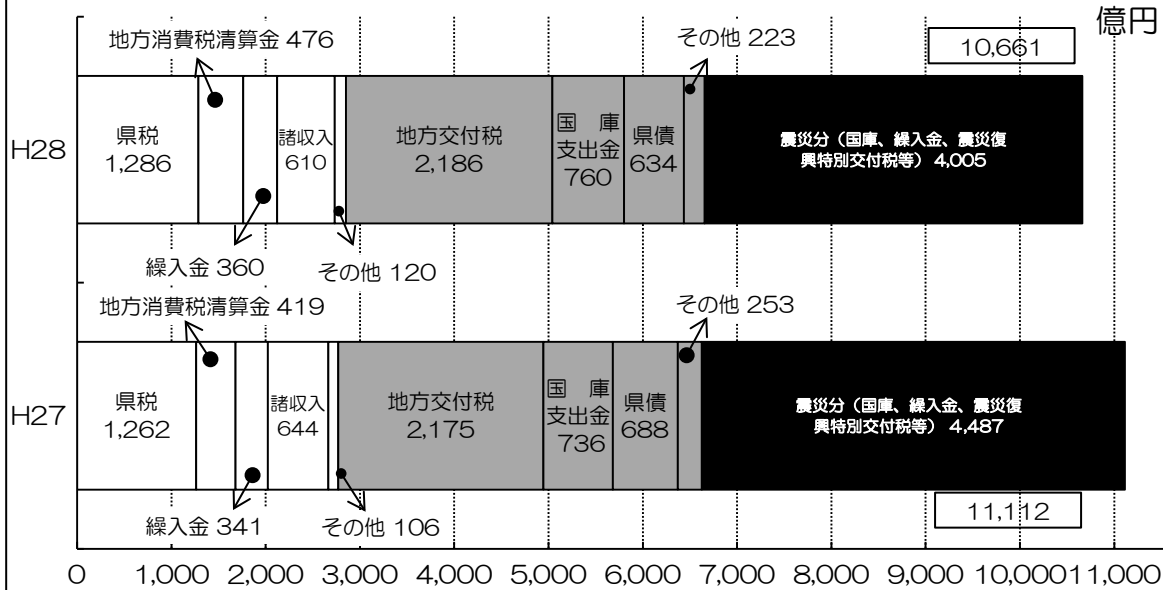 億円
地方消費税清算金 476
その他 223
10,661
H28
県税
1,286
諸収入
610
地方交付税
2,186
国 庫
支出金
760
県債
634
震災分（国庫、繰入金、震災復
興特別交付税等） 4,005
繰入金 360
その他 120
地方消費税清算金 419
その他 253
H27
県税
1,262
諸収入
644
地方交付税
2,175
国 庫
支出金
736
県債
688
震災分（国庫、繰入金、震災復
興特別交付税等） 4,487
繰入金 341
その他 106
11,112
0 1,000 2,000 3,000 4,000 5,000 6,000 7,000 8,000 9,000 10,000 11,000